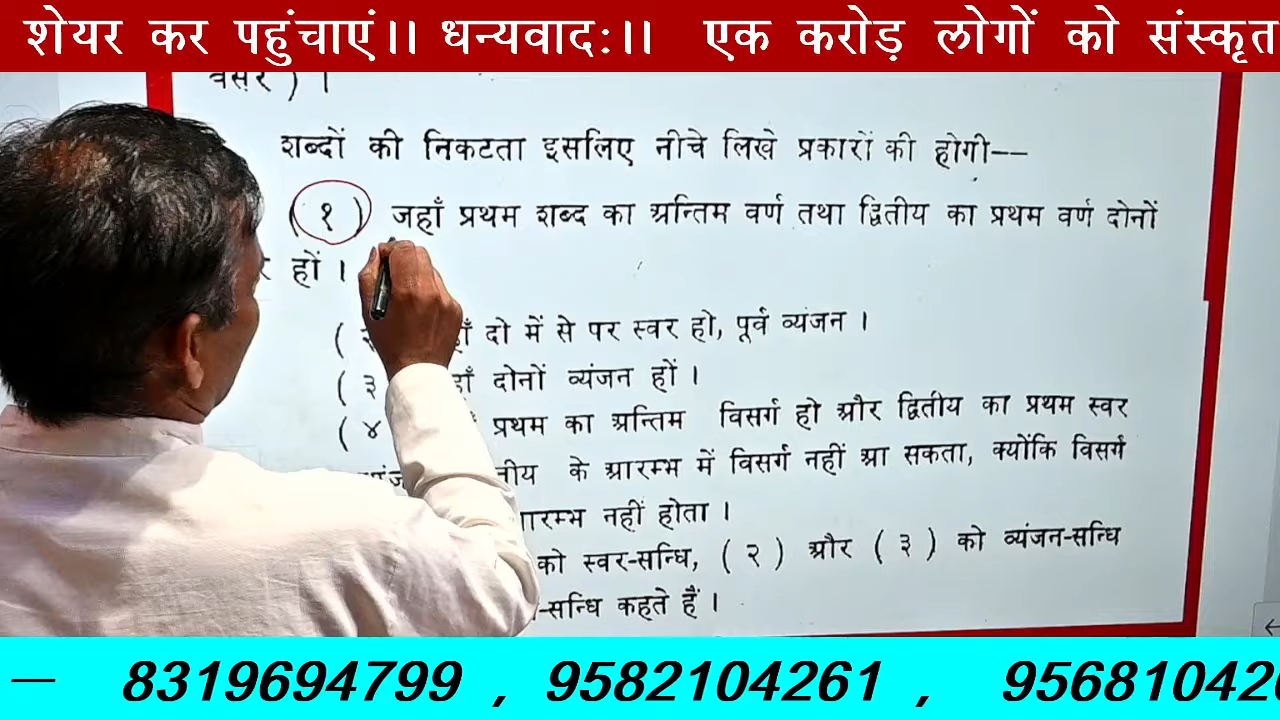 शेयर कर पहुंचाएं।। धन्यवादः।। एक करोड़ लोगों को संस्कृत
शब्दों की निकटता इसलिए नीचे लिखे प्रकारों की होगी--
( १ ) जहाँ प्रथम शब्द का अन्तिम वर्ण तथा द्वितीय का प्रथम वर्ण दोनों
हों ।
( दो में से पर स्वर हो, पूर्व व्यंजन ।
( ३ दोनों व्यंजन हों ।
( ४ प्रथम का अन्तिम विसर्ग हो और द्वितीय का प्रथम स्वर
के आरम्भ में विसर्ग नहीं आ सकता, क्योंकि विसर्ग
नहीं होता ।
को स्वर-सन्धि, ( २ ) और ( ३ ) को व्यंजन-सन्धि
-सन्धि कहते हैं ।
— 8319694799 , 9582104261 , 956810420